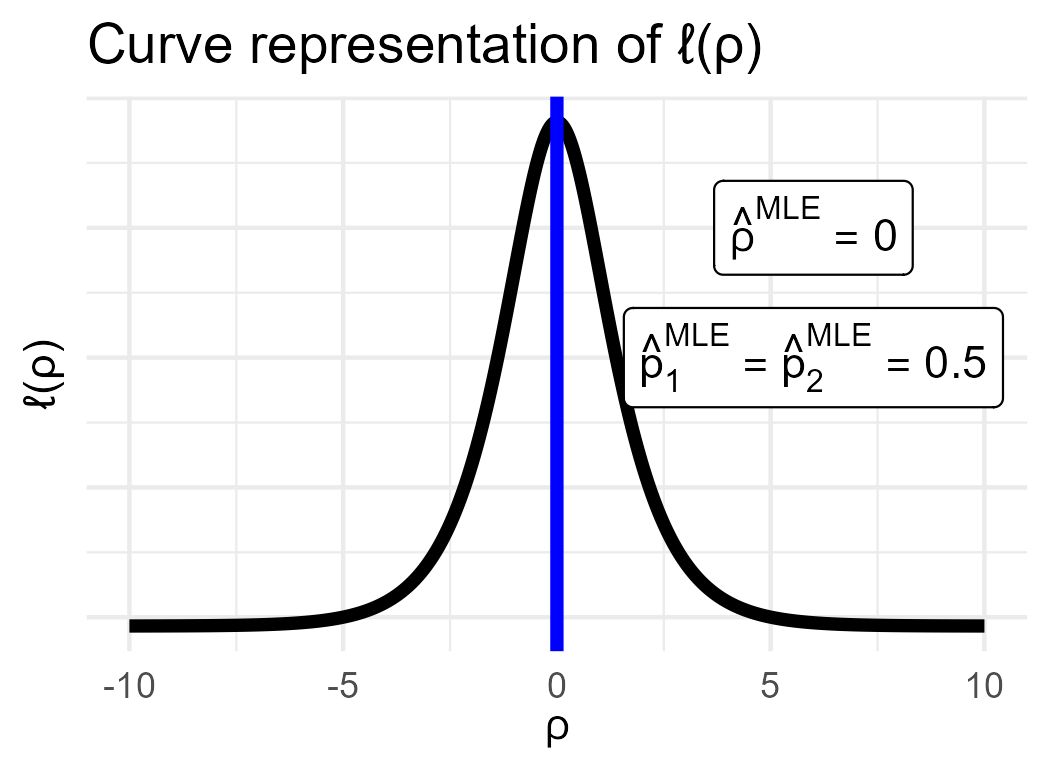 Curve representation of ℓ(ρ)
ρ̂^MLE = 0
p̂₁^MLE = p̂₂^MLE = 0.5
ℓ(ρ)
-10 -5 0 5 10
ρ